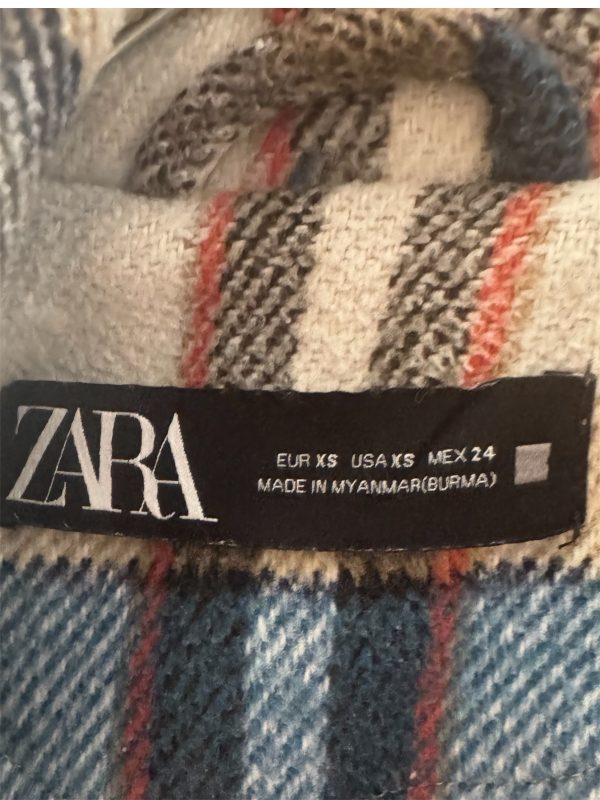 ZARA
EUR XS USA XS MEX 24
MADE IN MYANMAR(BURMA)